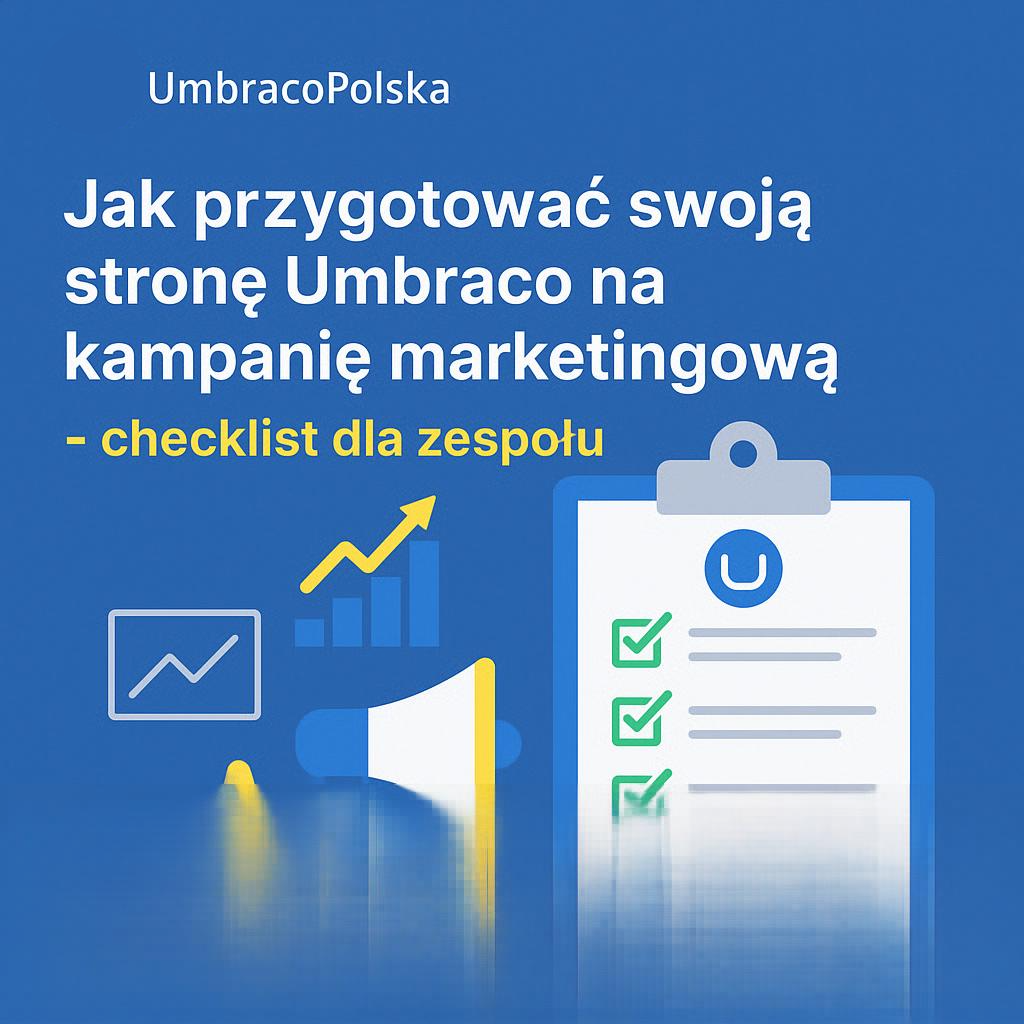 UmbracoPolska
Jak przygotować swoją
stronę Umbraco na
kampanię marketingową
- checklist dla zespołu